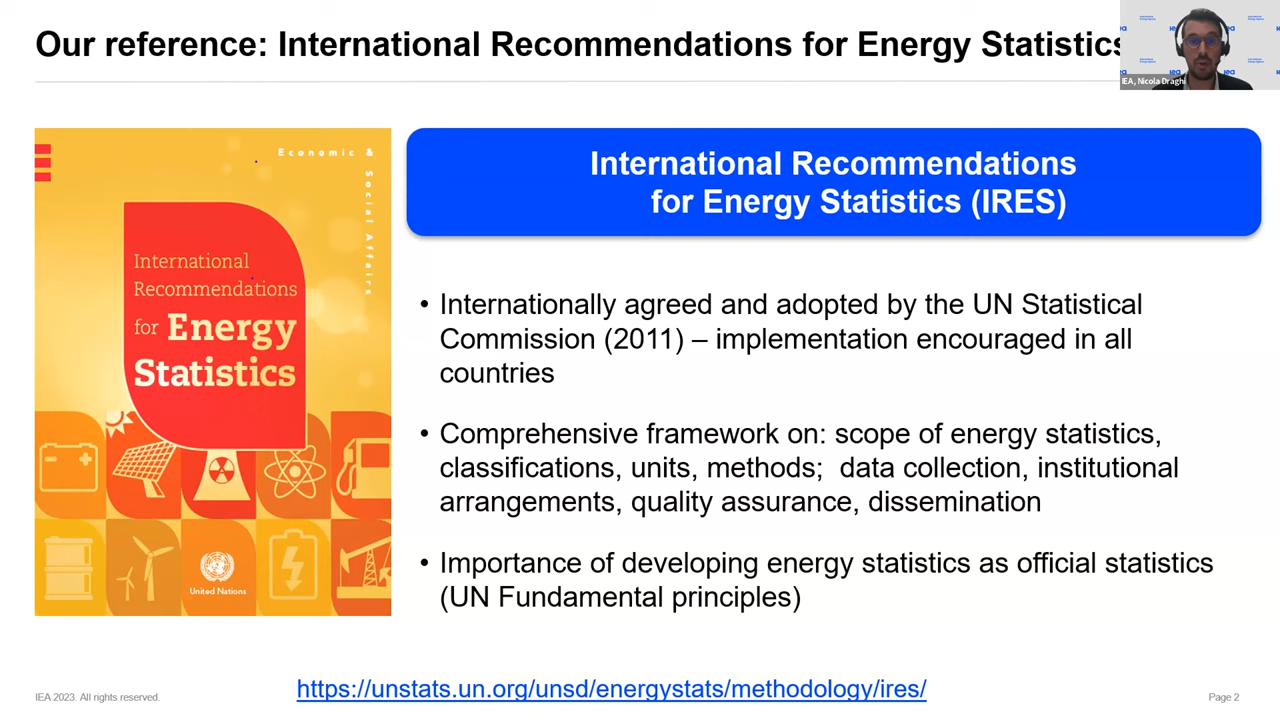 Our reference: International Recommendations for Energy Statistics
IEA, Nicola Draghi
Economic &
Social Affairs
International
Recommendations
for Energy
Statistics
United Nations
International Recommendations
for Energy Statistics (IRES)
• Internationally agreed and adopted by the UN Statistical
Commission (2011) – implementation encouraged in all
countries
• Comprehensive framework on: scope of energy statistics,
classifications, units, methods; data collection, institutional
arrangements, quality assurance, dissemination
• Importance of developing energy statistics as official statistics
(UN Fundamental principles)
https://unstats.un.org/unsd/energystats/methodology/ires/
IEA 2023. All rights reserved.
Page 2